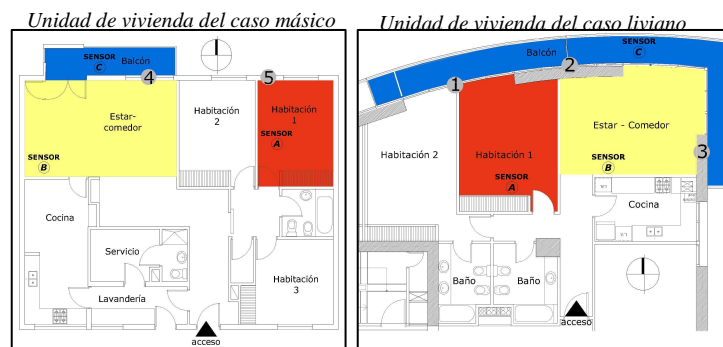 Unidad de vivienda del caso másico
SENSOR
C
Balcón
4
5
Habitación
2
Habitación
1
Estar-
comedor
SENSOR
A
SENSOR
B
Cocina
Servicio
Habitación
3
Lavandería
acceso
Unidad de vivienda del caso liviano
Balcón
SENSOR
C
2
1
Estar - Comedor
Habitación 2
Habitación 1
3
SENSOR
A
SENSOR
B
Cocina
Baño
Baño
acceso